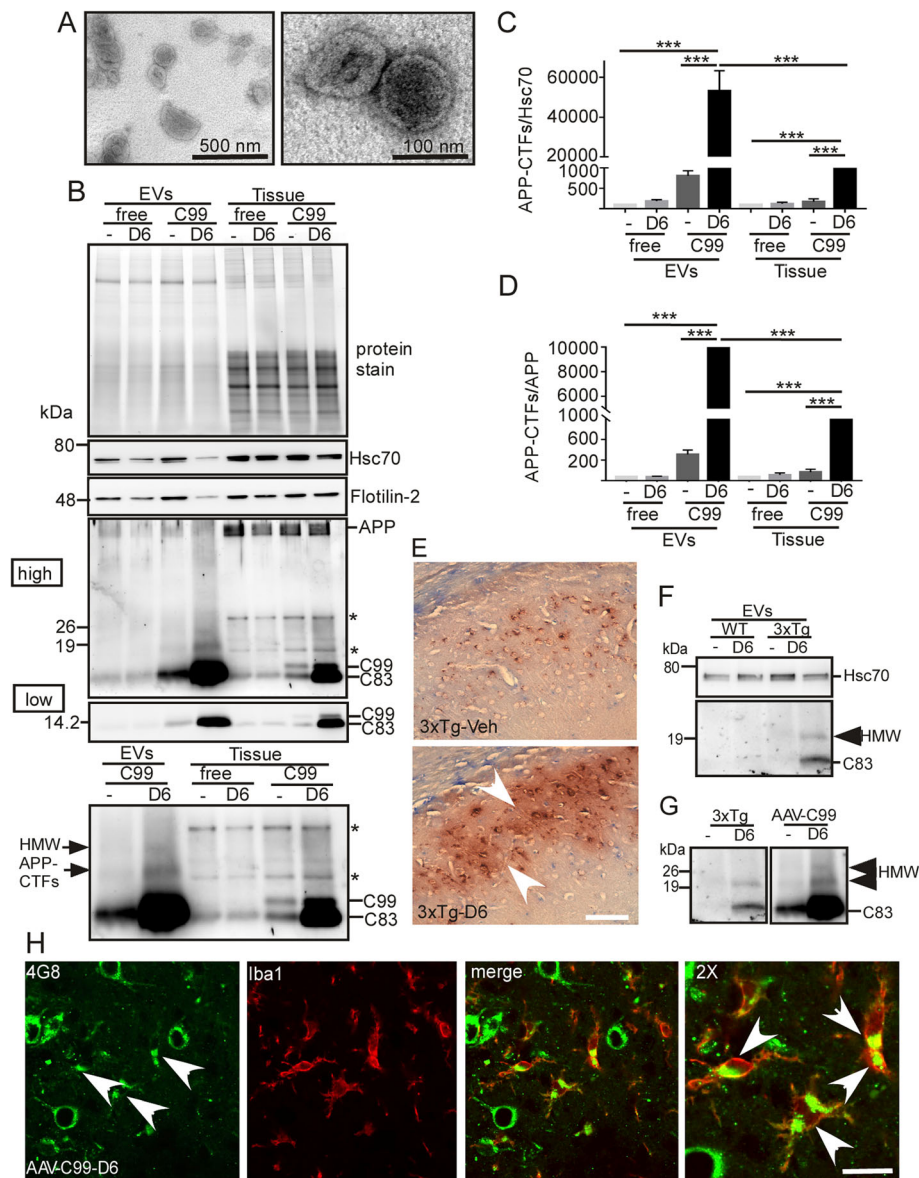 A
500 nm
100 nm
B
EVs
Tissue
free
C99
free
C99
-
D6
-
D6
-
D6
-
D6
protein
stain
kDa
80
Hsc70
48
Flotilin-2
APP
high
*
26
19
*
C99
C83
low
14.2
C99
C83
EVs
Tissue
C99
free
C99
-
D6
-
D6
-
D6
HMW
APP-
CTFs
*
*
C99
C83
C
APP-CTFs/Hsc70
60000
40000
20000
1000
500
0
***
***
***
***
***
-
D6
-
D6
-
D6
-
D6
free
C99
free
C99
EVs
Tissue
D
APP-CTFs/APP
10000
8000
6000
4000
1000
600
200
***
***
***
***
***
-
D6
-
D6
-
D6
-
D6
free
C99
free
C99
EVs
Tissue
E
3xTg-Veh
3xTg-D6
F
EVs
WT
3xTg
kDa
-
D6
-
D6
80
Hsc70
19
HMW
C83
G
3xTg
AAV-C99
kDa
-
D6
-
D6
26
19
HMW
C83
H
4G8
Iba1
merge
2X
AAV-C99-D6